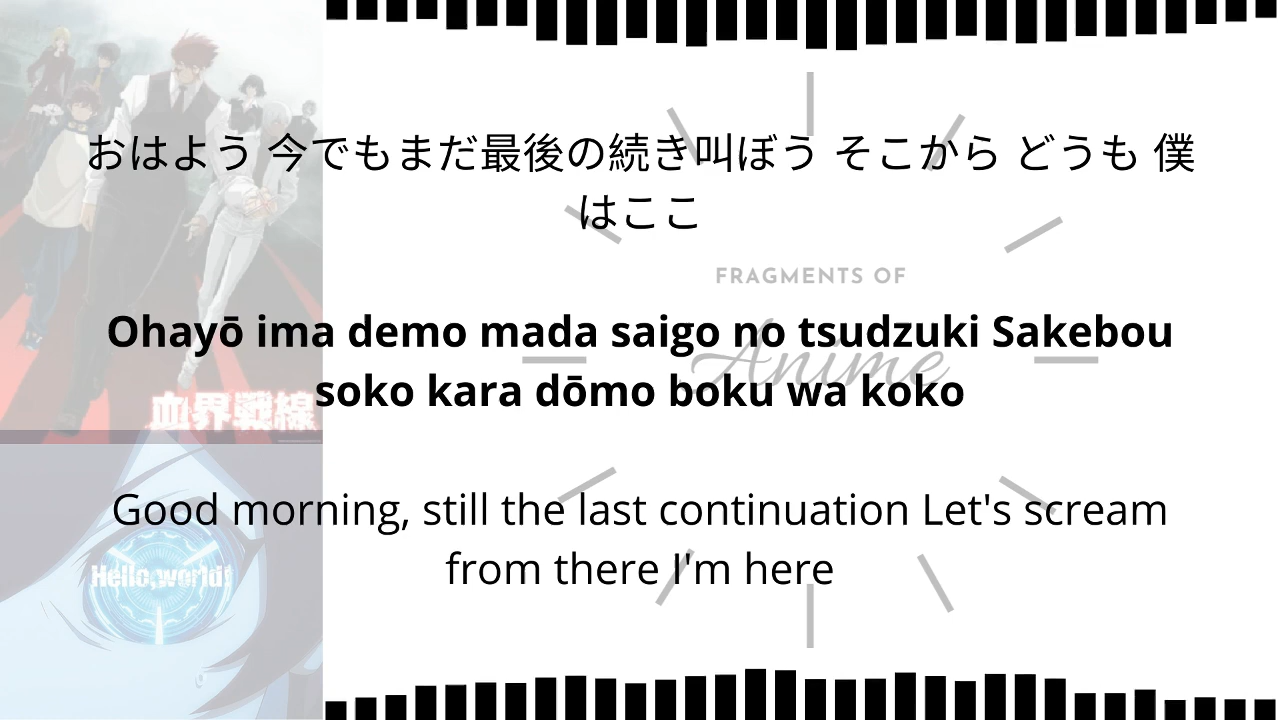 おはよう 今でもまだ最後の続き叫ぼう そこから どうも 僕
はここ
FRAGMENTS OF
Anime
Ohayō ima demo mada saigo no tsudzuki Sakebou
soko kara dōmo boku wa koko
血界戦線
Good morning, still the last continuation Let's scream
from there I'm here
Hello,world!